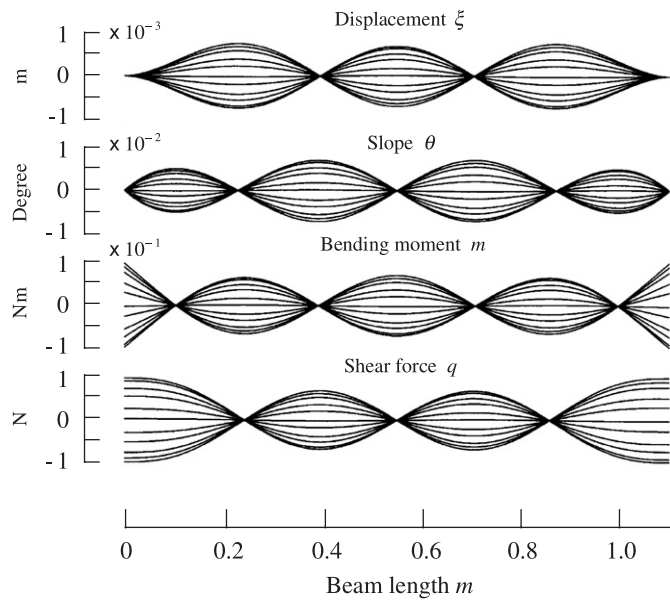 Displacement ξ
1 x 10⁻³
m 0
-1
Slope θ
1 x 10⁻²
Degree 0
-1
Bending moment m
x 10⁻¹
1
Nm 0
-1
Shear force q
1
N 0
-1
0 0.2 0.4 0.6 0.8 1.0
Beam length m